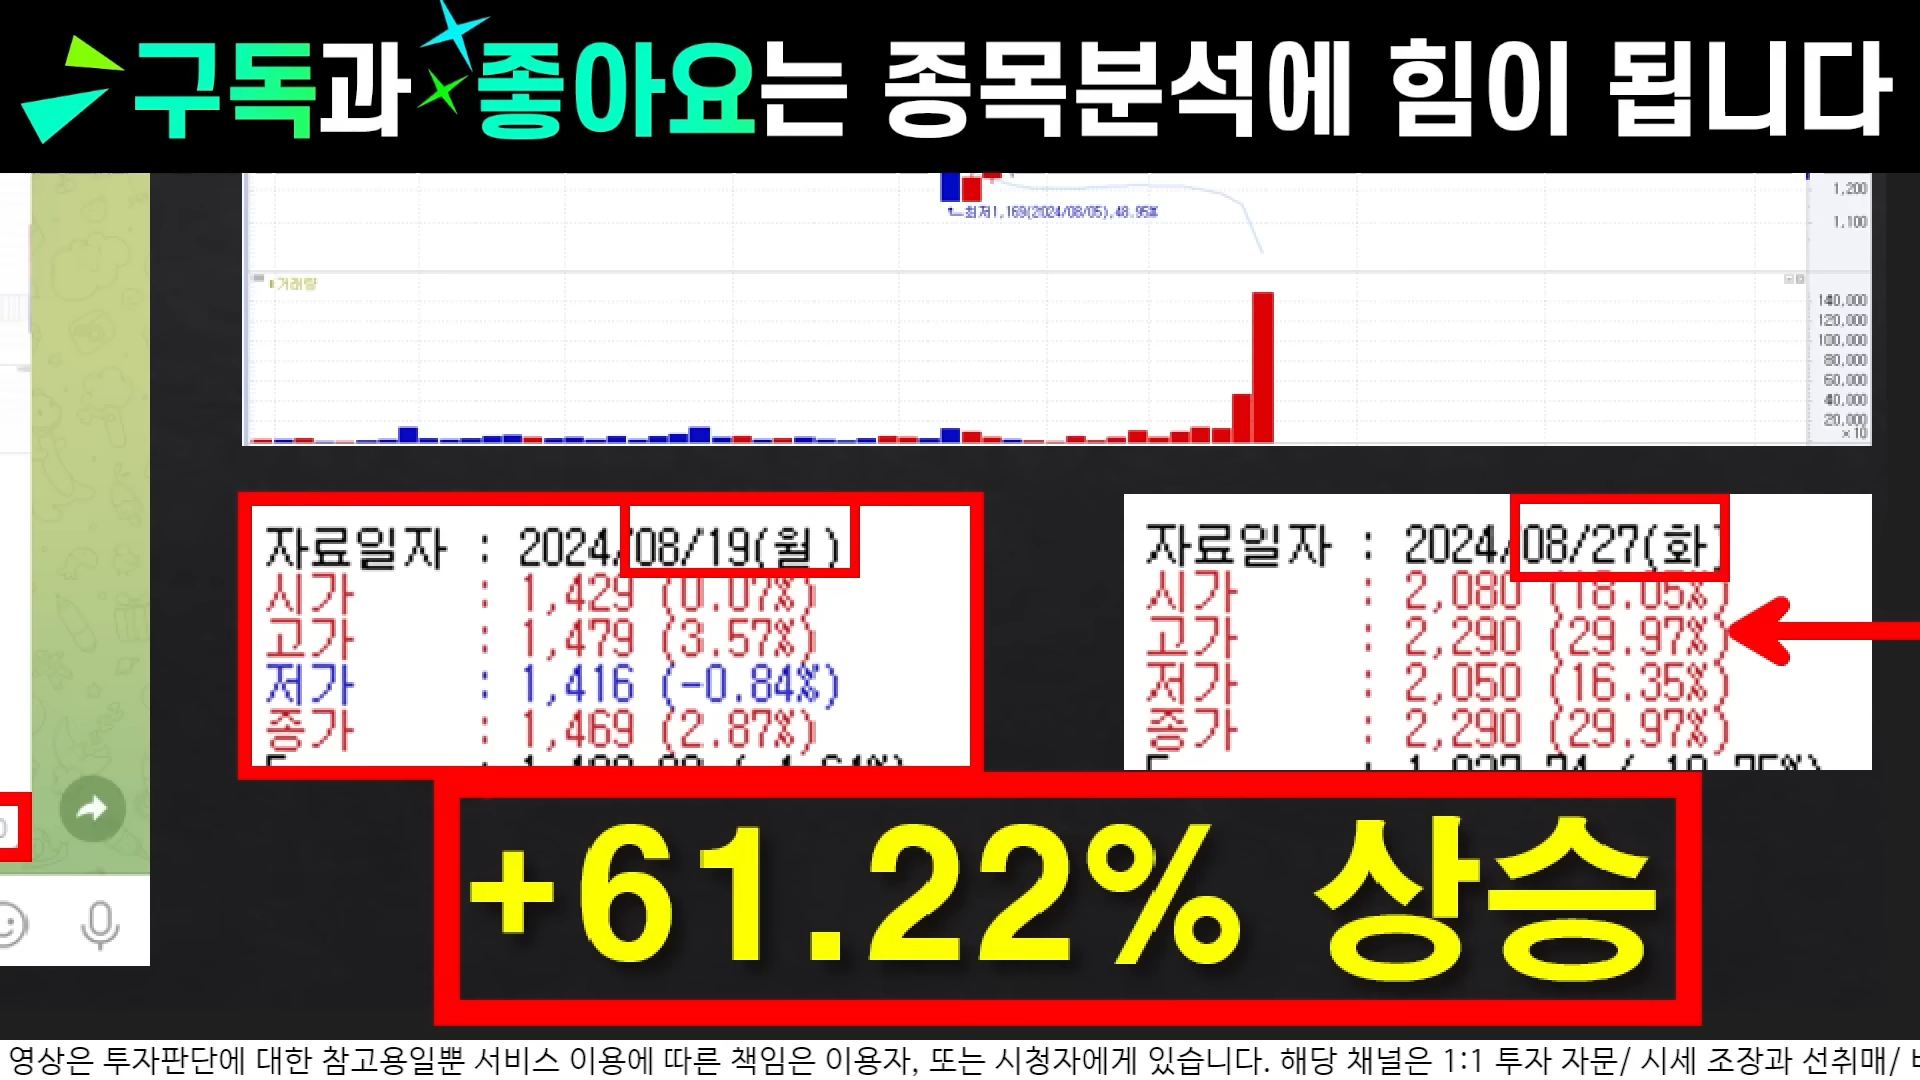 구독과 좋아요는 종목분석에 힘이 됩니다
1,200
최저1,169(2024/08/05),48.95%
1,100
거래량
140,000
120,000
100,000
80,000
60,000
40,000
20,000
×10
자료일자 : 2024/08/19(월)
시가 : 1,429 (0.07%)
고가 : 1,479 (3.57%)
저가 : 1,416 (-0.84%)
종가 : 1,469 (2.87%)
자료일자 : 2024/08/27(화)
시가 : 2,080 (18.05%)
고가 : 2,290 (29.97%)
저가 : 2,050 (16.35%)
종가 : 2,290 (29.97%)
+61.22% 상승
영상은 투자판단에 대한 참고용일뿐 서비스 이용에 따른 책임은 이용자, 또는 시청자에게 있습니다. 해당 채널은 1:1 투자 자문/ 시세 조장과 선취매/